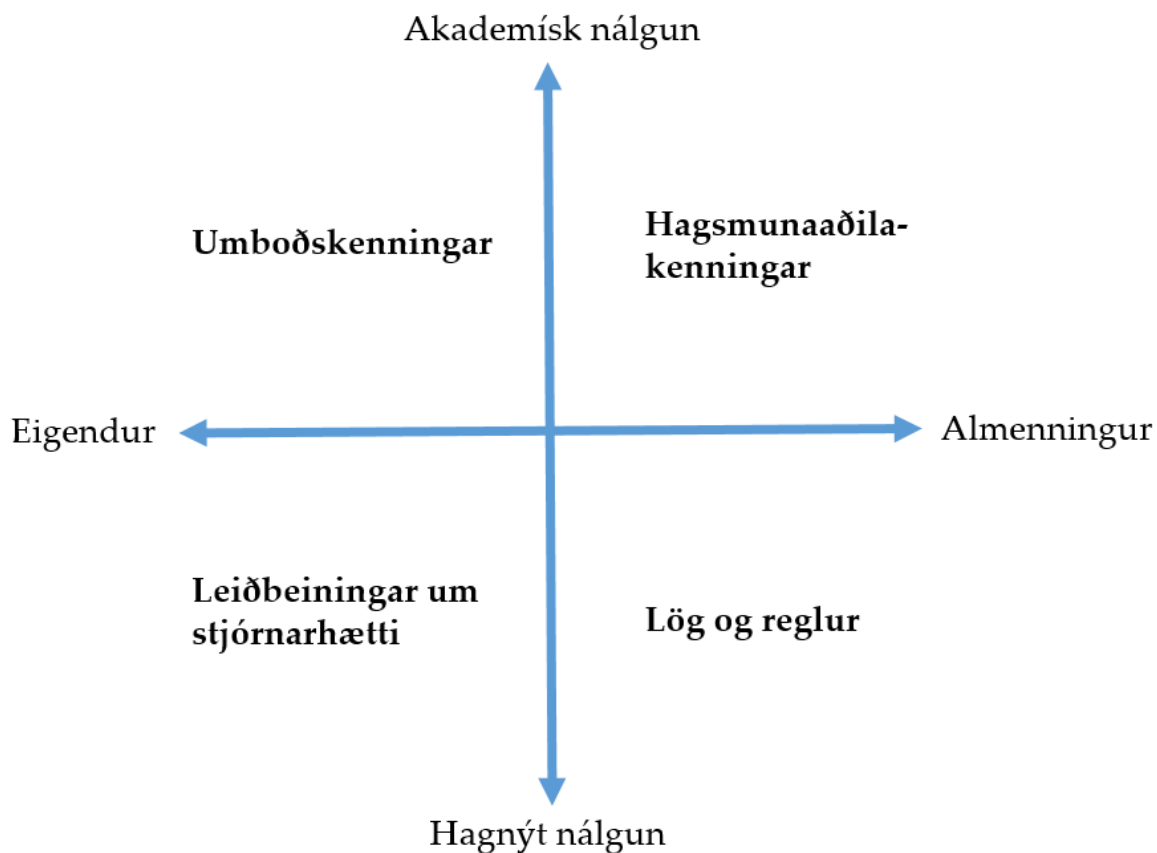 Akademísk nálgun
Umboðskenningar
Hagsmunaaðila-
kenningar
Eigendur
Almenningur
Leiðbeiningar um
stjórnarhætti
Lög og reglur
Hagnýt nálgun